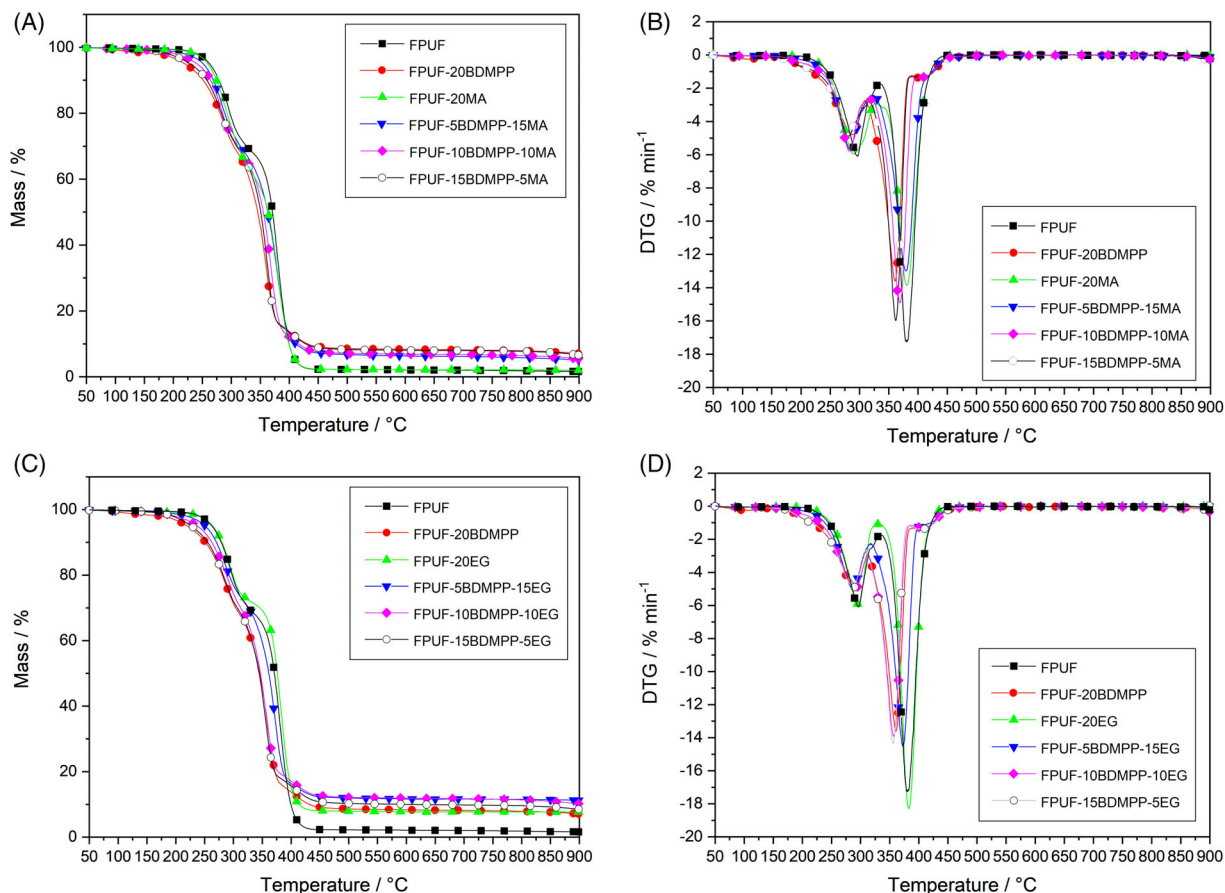 (A)
100
80
60
40
20
0
Mass / %
50 100 150 200 250 300 350 400 450 500 550 600 650 700 750 800 850 900
Temperature / °C
FPUF
FPUF-20BDMPP
FPUF-20MA
FPUF-5BDMPP-15MA
FPUF-10BDMPP-10MA
FPUF-15BDMPP-5MA
(B)
2
0
-2
-4
-6
-8
-10
-12
-14
-16
-18
-20
DTG / % min-1
50 100 150 200 250 300 350 400 450 500 550 600 650 700 750 800 850 900
Temperature / °C
FPUF
FPUF-20BDMPP
FPUF-20MA
FPUF-5BDMPP-15MA
FPUF-10BDMPP-10MA
FPUF-15BDMPP-5MA
(C)
100
80
60
40
20
0
Mass / %
50 100 150 200 250 300 350 400 450 500 550 600 650 700 750 800 850 900
Temperature / °C
FPUF
FPUF-20BDMPP
FPUF-20EG
FPUF-5BDMPP-15EG
FPUF-10BDMPP-10EG
FPUF-15BDMPP-5EG
(D)
2
0
-2
-4
-6
-8
-10
-12
-14
-16
-18
-20
DTG / % min-1
50 100 150 200 250 300 350 400 450 500 550 600 650 700 750 800 850 900
Temperature / °C
FPUF
FPUF-20BDMPP
FPUF-20EG
FPUF-5BDMPP-15EG
FPUF-10BDMPP-10EG
FPUF-15BDMPP-5EG